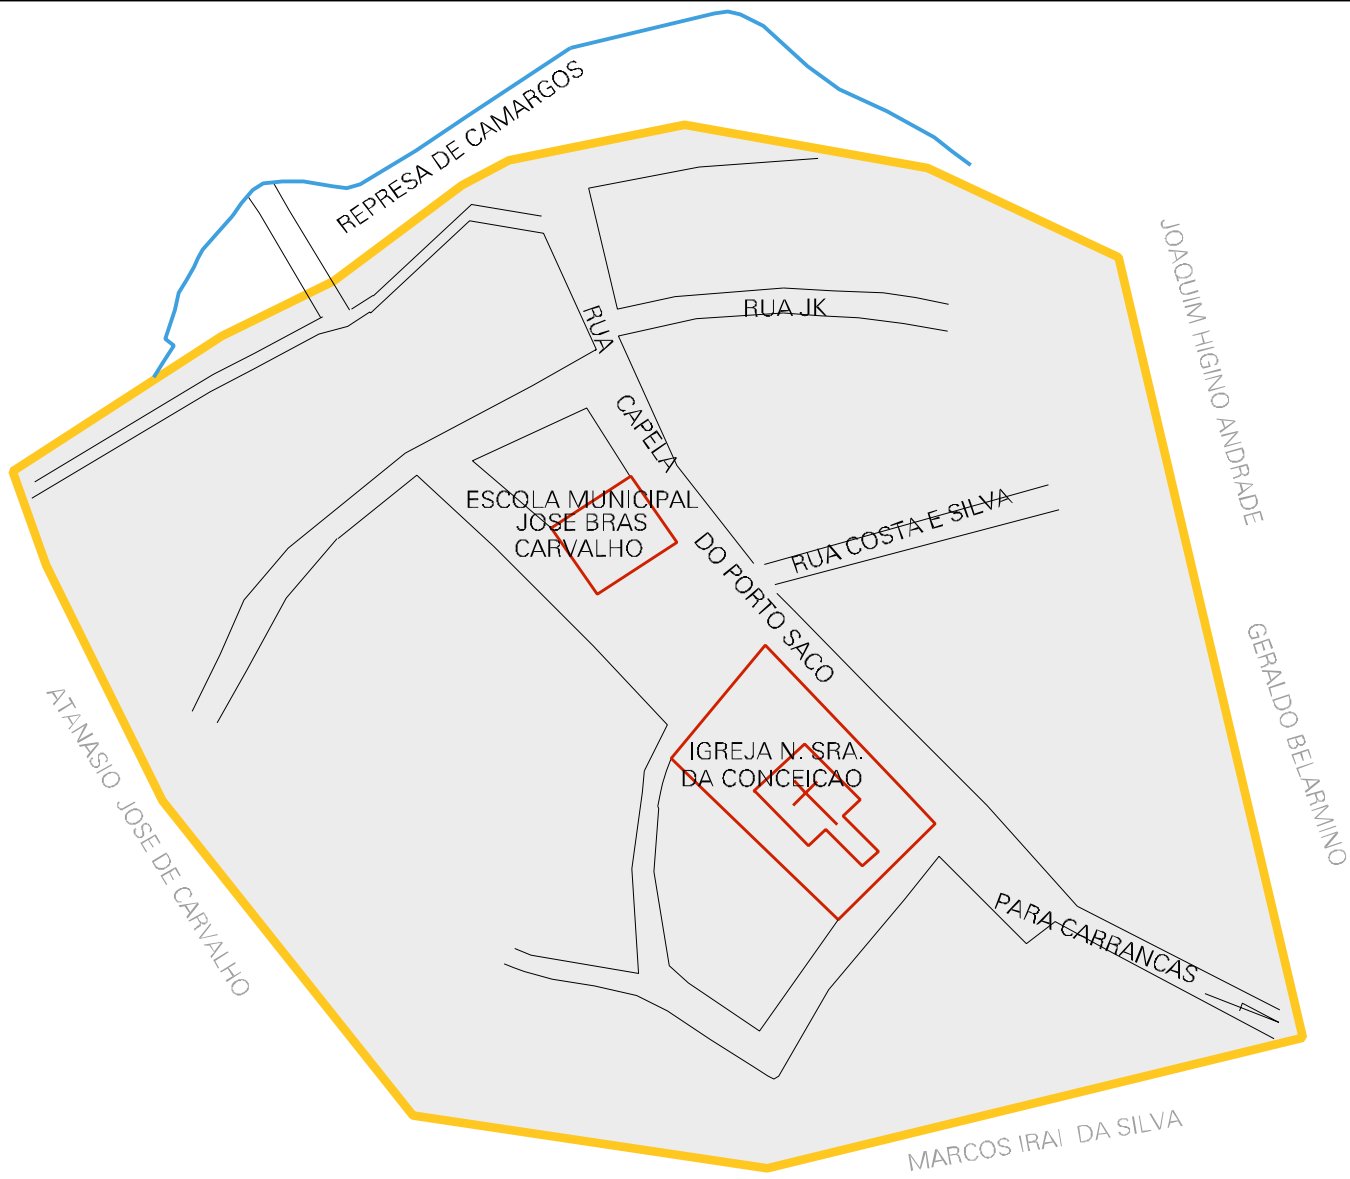 REPRESA DE CAMARGOS
RUA JK
RUA
CAPELA
DO PORTO SACO
JOAQUIM HIGINO ANDRADE
ESCOLA MUNICIPAL
JOSE BRAS
CARVALHO
RUA COSTA E SILVA
GERALDO BELARMINO
ATANASIO JOSE DE CARVALHO
IGREJA N. SRA.
DA CONCEICAO
PARA CARRANCAS
MARCOS IRAI DA SILVA